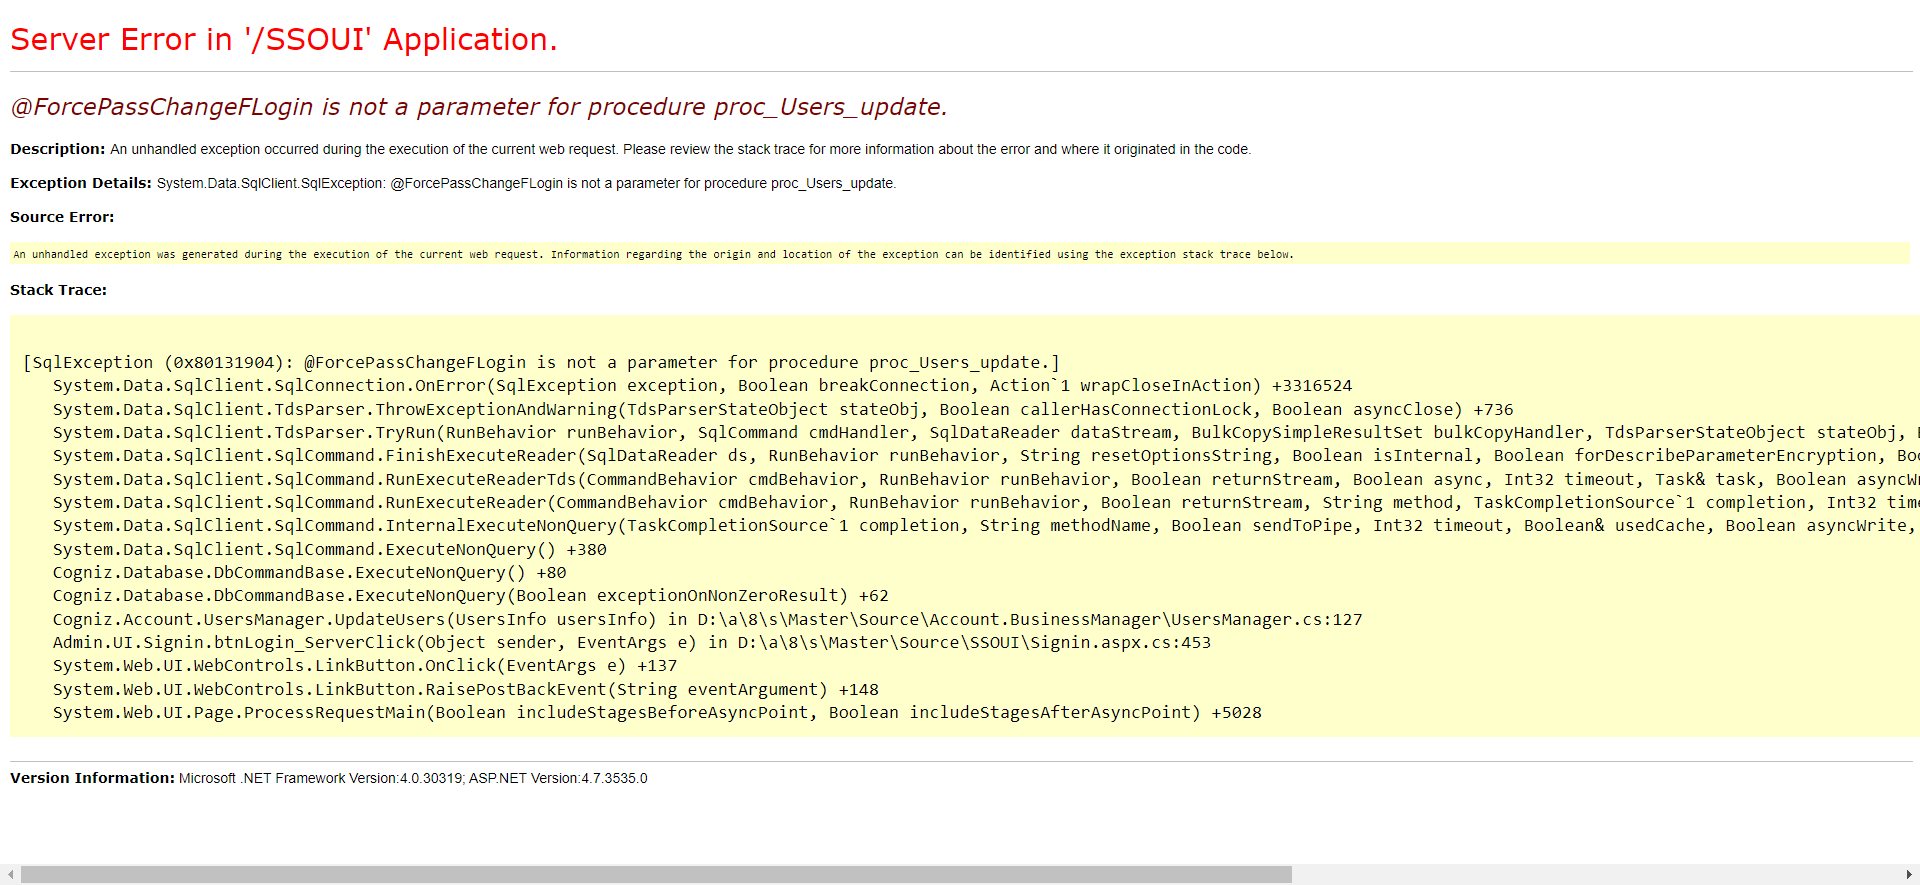 Server Error in '/SSOUI' Application.
@ForcePassChangeFLogin is not a parameter for procedure proc_Users_update.
Description: An unhandled exception occurred during the execution of the current web request. Please review the stack trace for more information about the error and where it originated in the code.
Exception Details: System.Data.SqlClient.SqlException: @ForcePassChangeFLogin is not a parameter for procedure proc_Users_update.
Source Error:
An unhandled exception was generated during the execution of the current web request. Information regarding the origin and location of the exception can be identified using the exception stack trace below.
Stack Trace:
[SqlException (0x80131904): @ForcePassChangeFLogin is not a parameter for procedure proc_Users_update.]
System.Data.SqlClient.SqlConnection.OnError(SqlException exception, Boolean breakConnection, Action`1 wrapCloseInAction) +3316524
System.Data.SqlClient.TdsParser.ThrowExceptionAndWarning(TdsParserStateObject stateObj, Boolean callerHasConnectionLock, Boolean asyncClose) +736
System.Data.SqlClient.TdsParser.TryRun(RunBehavior runBehavior, SqlCommand cmdHandler, SqlDataReader dataStream, BulkCopySimpleResultSet bulkCopyHandler, TdsParserStateObject stateObj,
System.Data.SqlClient.SqlCommand.FinishExecuteReader(SqlDataReader ds, RunBehavior runBehavior, String resetOptionsString, Boolean isInternal, Boolean forDescribeParameterEncryption,
System.Data.SqlClient.SqlCommand.RunExecuteReaderTds(CommandBehavior cmdBehavior, RunBehavior runBehavior, Boolean returnStream, Boolean async, Int32 timeout, Task& task, Boolean
System.Data.SqlClient.SqlCommand.RunExecuteReader(CommandBehavior cmdBehavior, RunBehavior runBehavior, Boolean returnStream, String method, TaskCompletionSource`1 completion, Int32
System.Data.SqlClient.SqlCommand.InternalExecuteNonQuery(TaskCompletionSource`1 completion, String methodName, Boolean sendToPipe, Int32 timeout, Boolean& usedCache, Boolean asyncWrite,
System.Data.SqlClient.SqlCommand.ExecuteNonQuery() +380
Cogniz.Database.DbCommandBase.ExecuteNonQuery() +80
Cogniz.Database.DbCommandBase.ExecuteNonQuery(Boolean exceptionOnNonZeroResult) +62
Cogniz.Account.UsersManager.UpdateUsers(UsersInfo usersInfo) in D:\a\8\s\Master\Source\Account.BusinessManager\UsersManager.cs:127
Admin.UI.Signin.btnLogin_ServerClick(Object sender, EventArgs e) in D:\a\8\s\Master\Source\SSOUI\Signin.aspx.cs:453
System.Web.UI.WebControls.LinkButton.OnClick(EventArgs e) +137
System.Web.UI.WebControls.LinkButton.RaisePostBackEvent(String eventArgument) +148
System.Web.UI.Page.ProcessRequestMain(Boolean includeStagesBeforeAsyncPoint, Boolean includeStagesAfterAsyncPoint) +5028
Version Information: Microsoft .NET Framework Version:4.0.30319; ASP.NET Version:4.7.3535.0